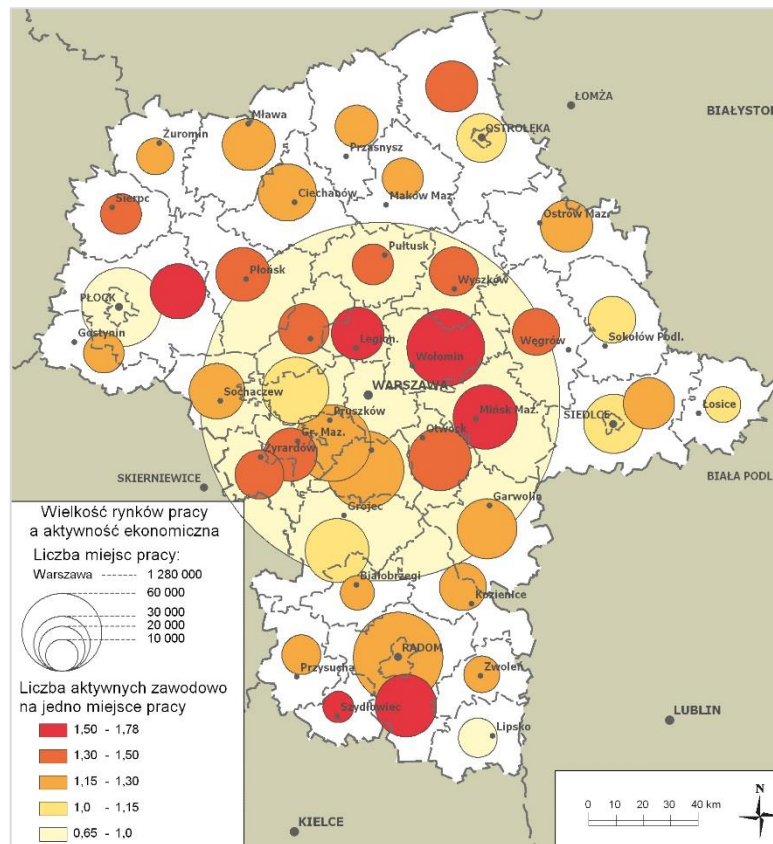 ŁOMŻA
BIAŁYSTO
Mława
OSTROŁĘKA
Żuromin
Przasnysz
Ciechanów
Maków Maz.
Sierpc
Ostrów Maz.
Pułtusk
Płońsk
Wyszków
PŁOCK
Gostynin
Legion.
Węgrów
Sokołów Podl.
Wołomin
WARSZAWA
Sochaczew
Łosice
Pruszków
Mińsk Maz.
SIEDLCE
Gr. Maz.
Otwock
Żyrardów
BIAŁA PODL
SKIERNIEWICE
Garwolin
Grójec
Wielkość rynków pracy
a aktywność ekonomiczna
Liczba miejsc pracy:
Warszawa 1 280 000
60 000
30 000
20 000
10 000
Białobrzegi
Kozienice
RADOM
Przysucha
Zwoleń
Liczba aktywnych zawodowo
na jedno miejsce pracy
Szydłowiec
LUBLIN
1,50 - 1,78
Lipsko
1,30 - 1,50
1,15 - 1,30
1,0 - 1,15
0,65 - 1,0
KIELCE
N
0 10 20 40 km